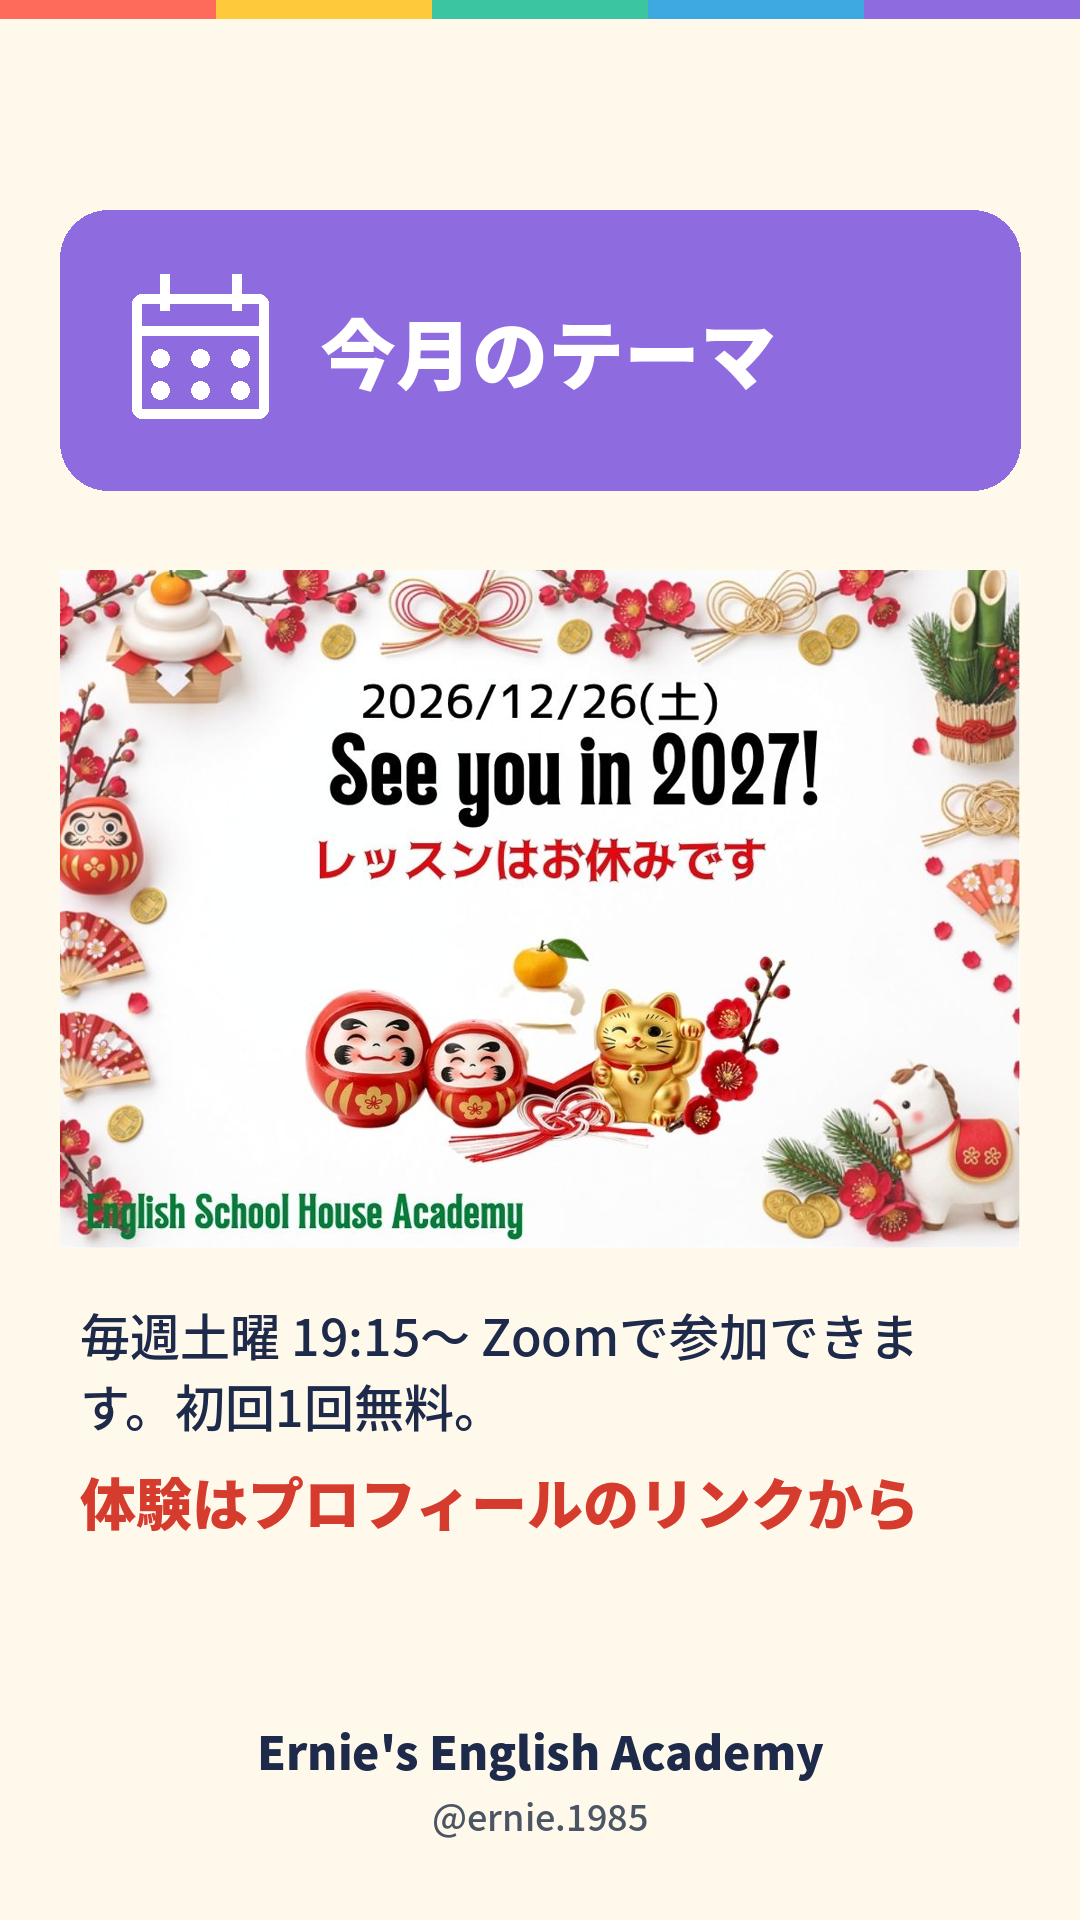 今月のテーマ
2026/12/26(土)
See you in 2027!
レッスンはお休みです
English School House Academy
毎週土曜 19:15〜 Zoomで参加できま
す。初回1回無料。
体験はプロフィールのリンクから
Ernie's English Academy
@ernie.1985